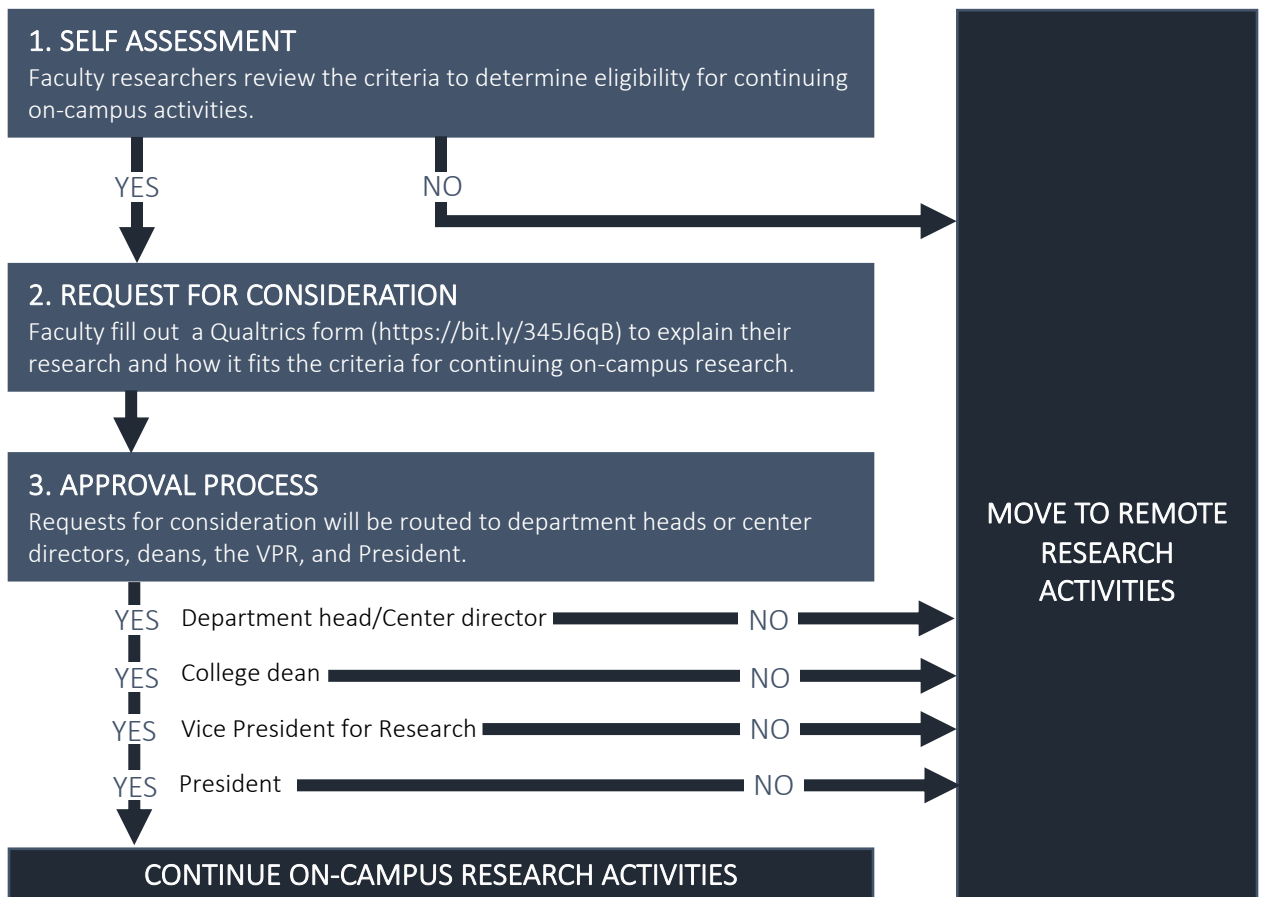 1. SELF ASSESSMENT
Faculty researchers review the criteria to determine eligibility for continuing
on-campus activities.
YES
NO
2. REQUEST FOR CONSIDERATION
Faculty fill out  a Qualtrics form (https://bit.ly/345J6qB) to explain their
research and how it fits the criteria for continuing on-campus research.
3. APPROVAL PROCESS
Requests for consideration will be routed to department heads or center
directors, deans, the VPR, and President.
YES Department head/Center director NO
YES College dean NO
YES Vice President for Research NO
YES President NO
CONTINUE ON-CAMPUS RESEARCH ACTIVITIES
MOVE TO REMOTE
RESEARCH
ACTIVITIES